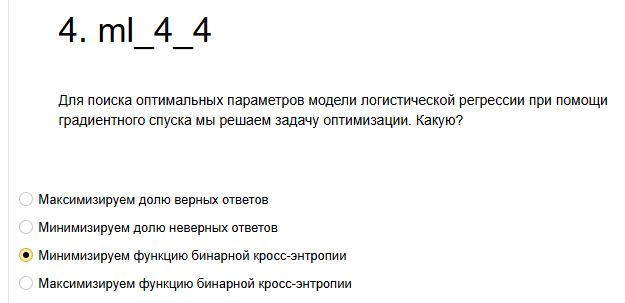 4. ml_4_4
Для поиска оптимальных параметров модели логистической регрессии при помощи
градиентного спуска мы решаем задачу оптимизации. Какую?
Максимизируем долю верных ответов
Минимизируем долю неверных ответов
Минимизируем функцию бинарной кросс-энтропии
Максимизируем функцию бинарной кросс-энтропии